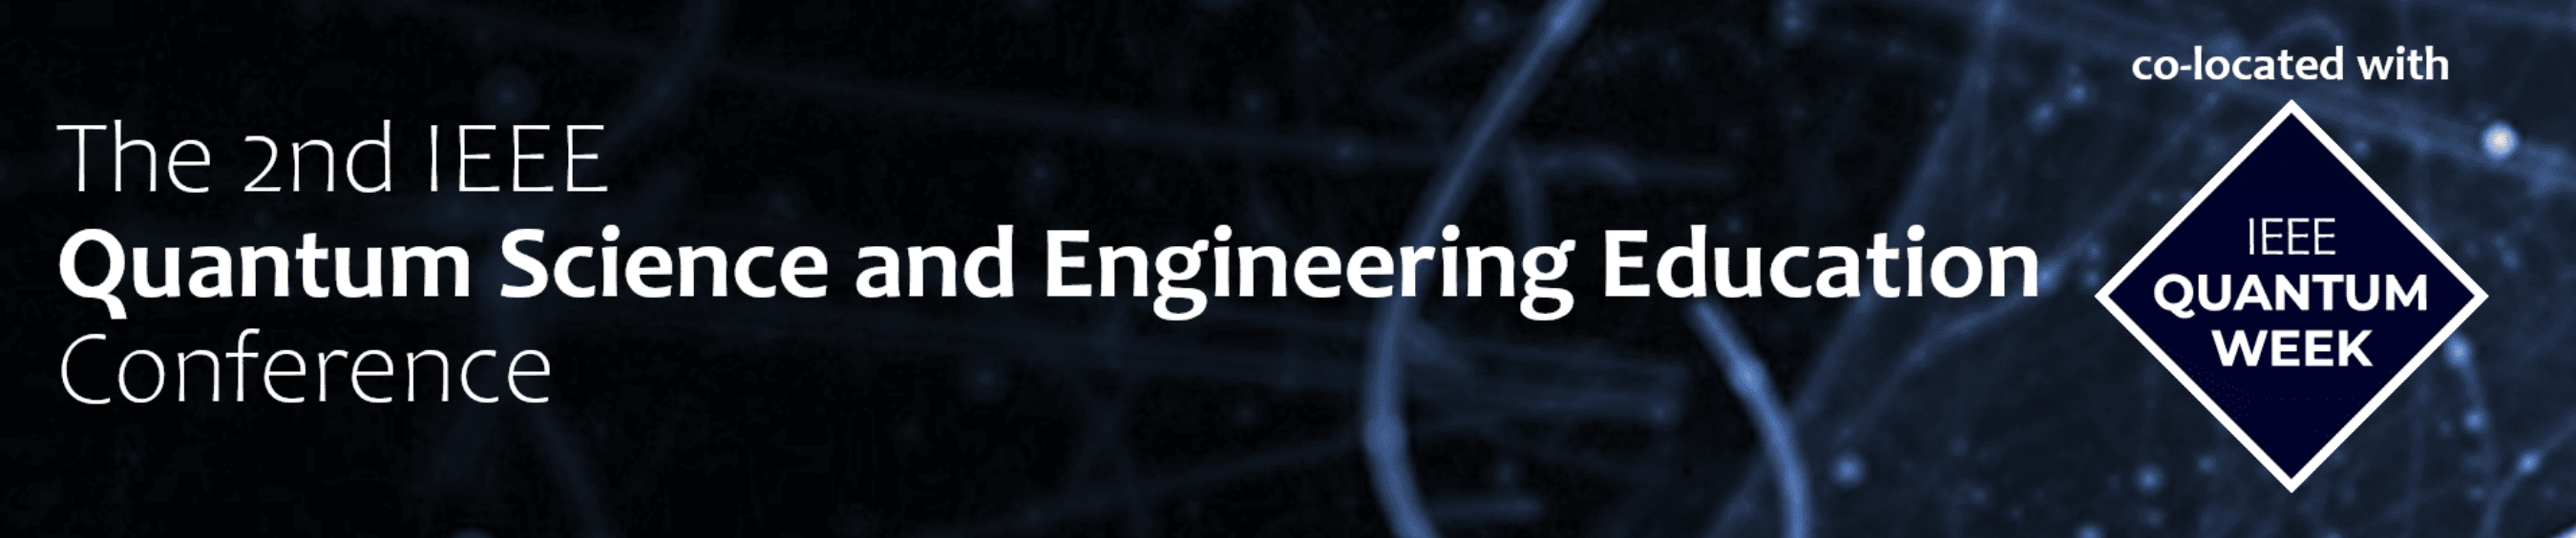 The 2nd IEEE
Quantum Science and Engineering Education
Conference
co-located with
IEEE
QUANTUM
WEEK